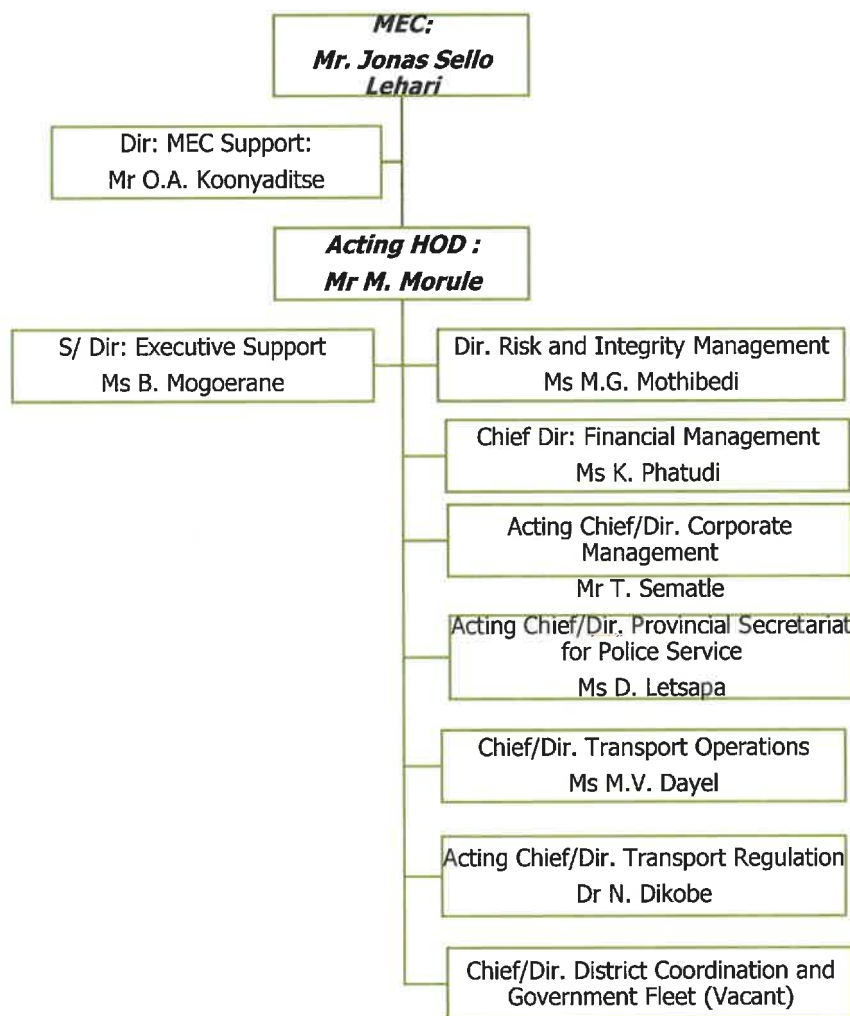 MEC:
Mr. Jonas Sello
Lehari
Dir: MEC Support:
Mr O.A. Koonyaditse
Acting HOD :
Mr M. Morule
S/ Dir: Executive Support
Ms B. Mogoerane
Dir. Risk and Integrity Management
Ms M.G. Mothibedi
Chief Dir: Financial Management
Ms K. Phatudi
Acting Chief/Dir. Corporate
Management
Mr T. Sematle
Acting Chief/Dir. Provincial Secretariat
for Police Service
Ms D. Letsapa
Chief/Dir. Transport Operations
Ms M.V. Dayel
Acting Chief/Dir. Transport Regulation
Dr N. Dikobe
Chief/Dir. District Coordination and
Government Fleet (Vacant)